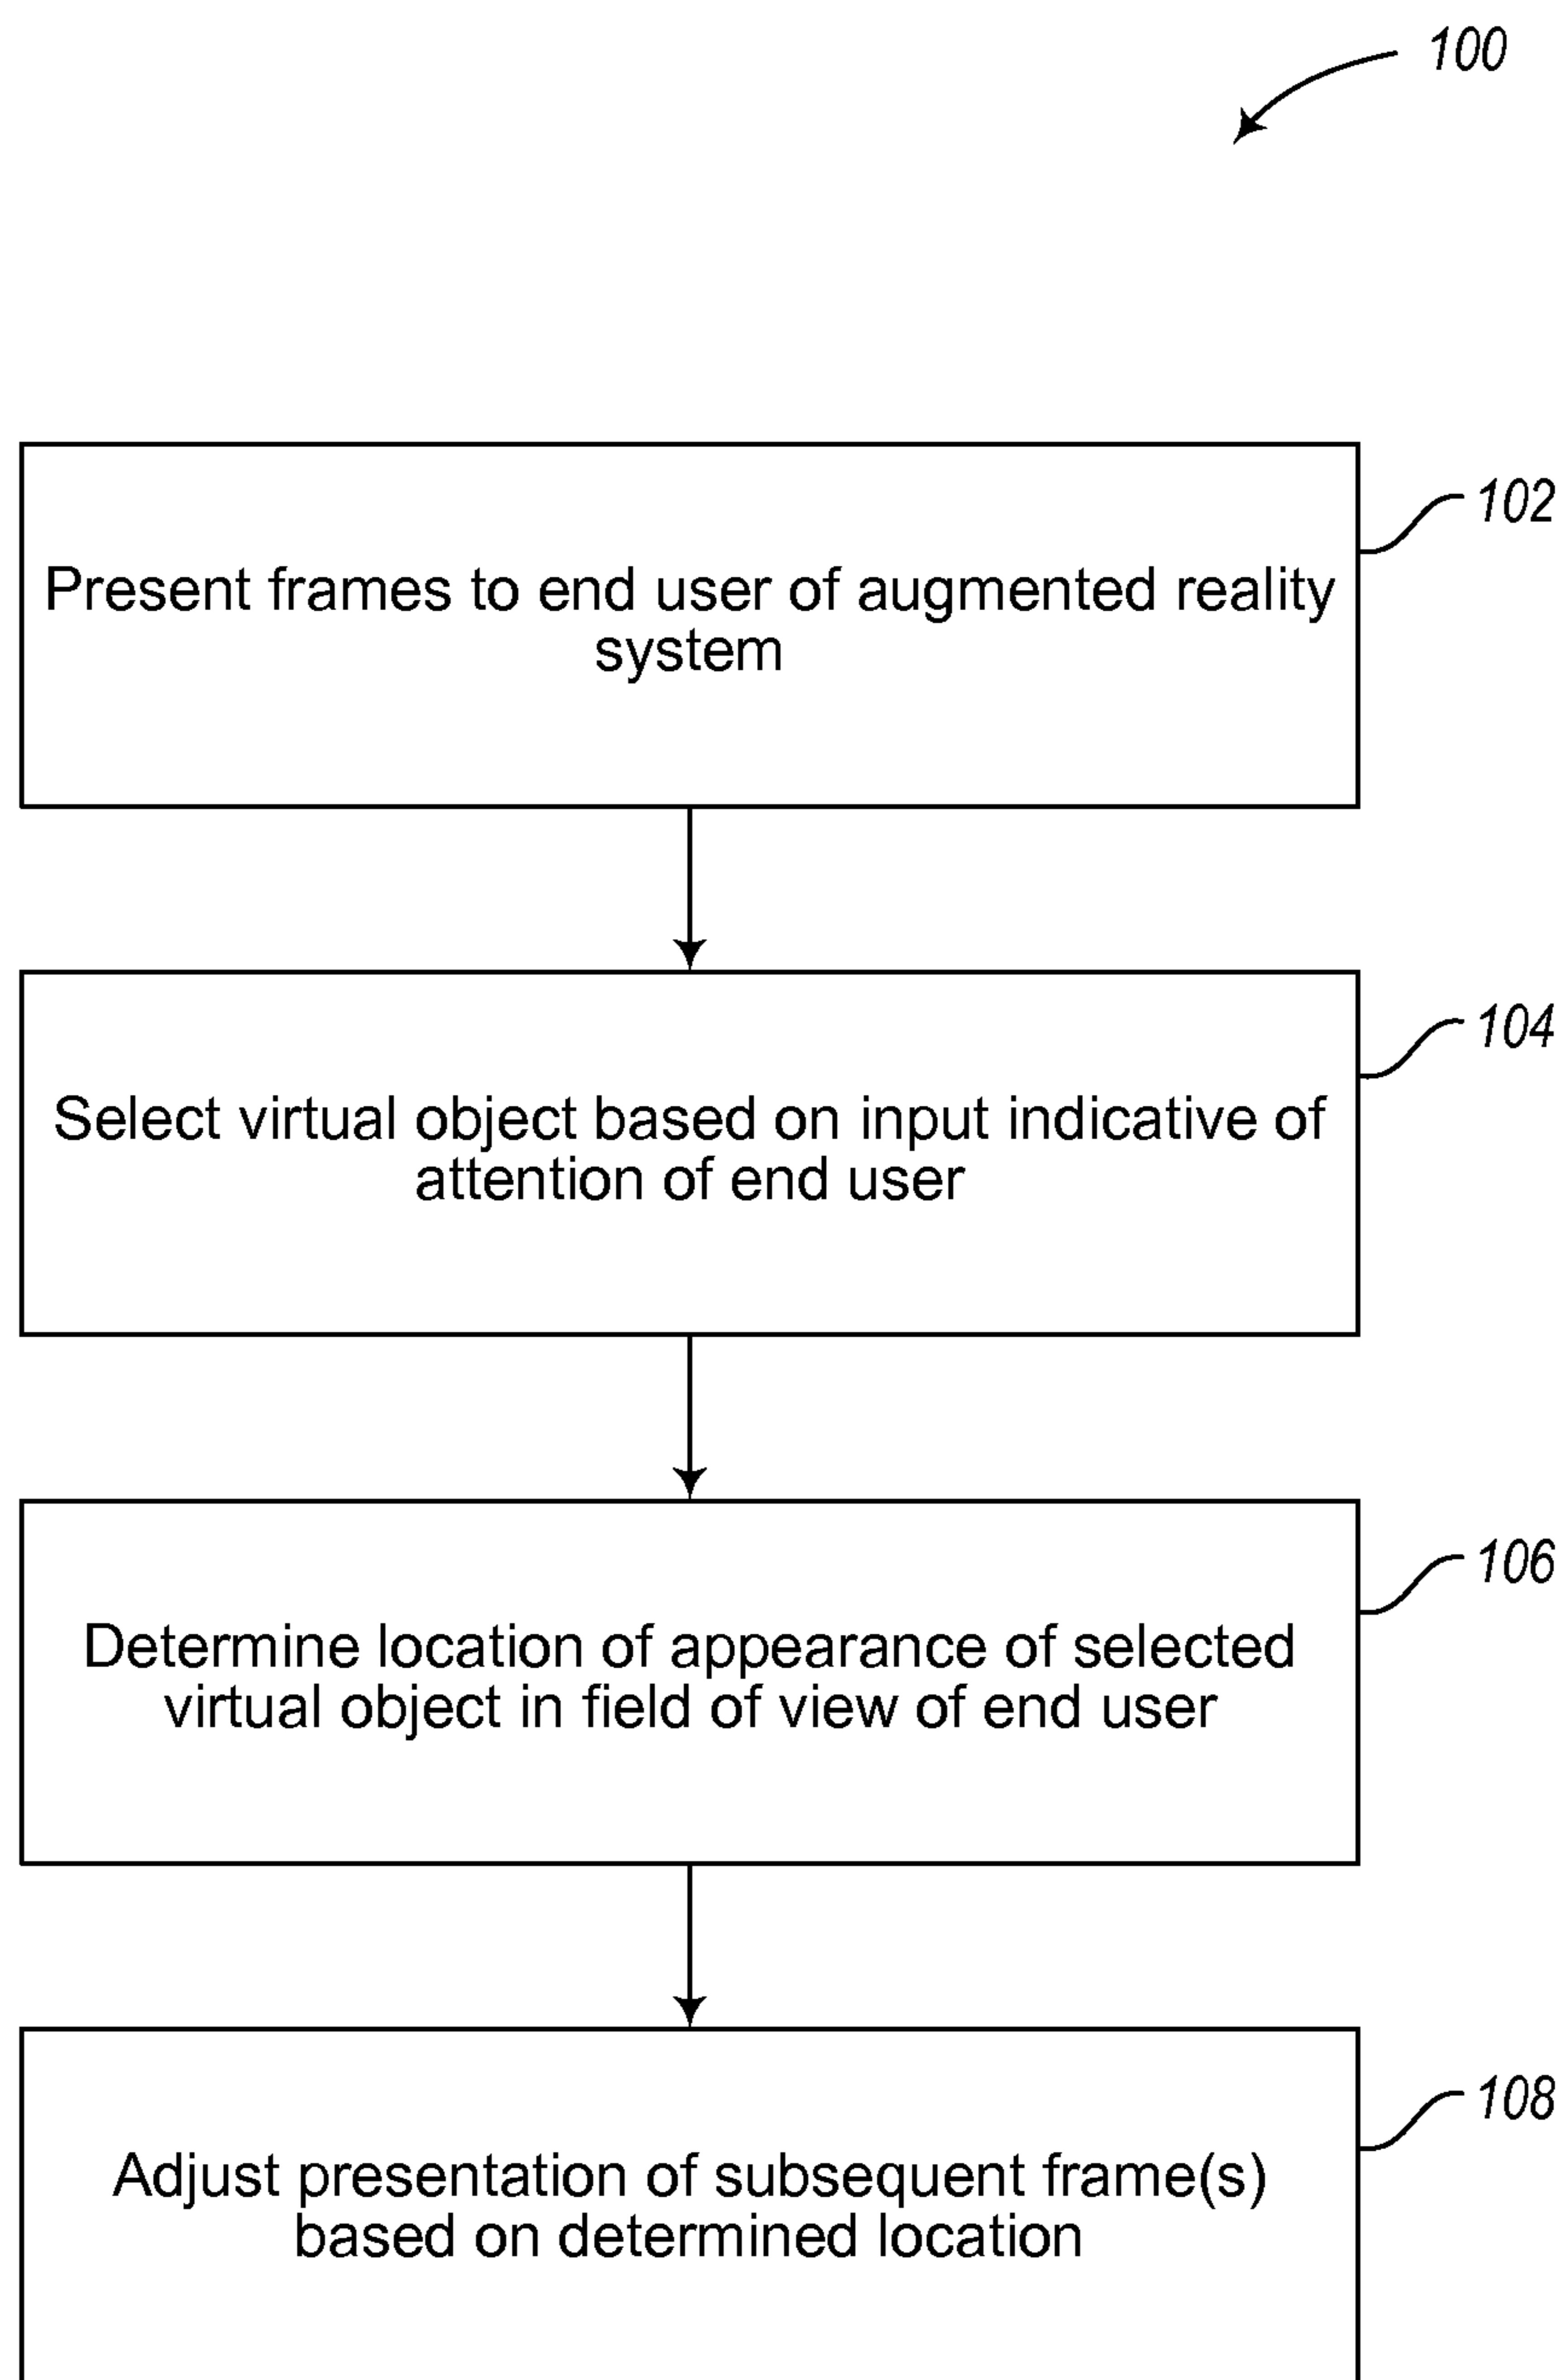 100
102
Present frames to end user of augmented reality
system
104
Select virtual object based on input indicative of
attention of end user
106
Determine location of appearance of selected
virtual object in field of view of end user
108
Adjust presentation of subsequent frame(s)
based on determined location